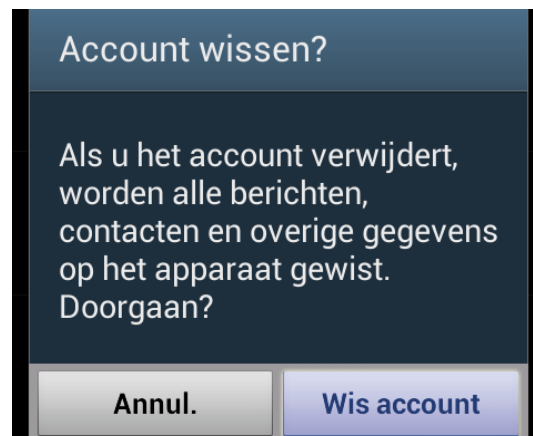 Account wissen?
Als u het account verwijdert,
worden alle berichten,
contacten en overige gegevens
op het apparaat gewist.
Doorgaan?
Annul. Wis account